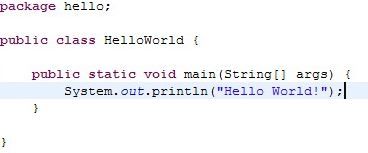 package hello;
public class HelloWorld {
public static void main(String[] args) {
System.out.println("Hello World!");
}
}